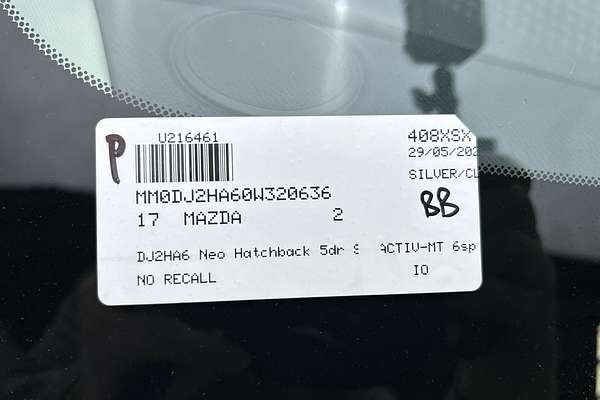 P
U216461
408XSX
29/05/202
MM0DJ2HA60W320636
SILVER/CL
17 MAZDA 2
BB
DJ2HA6 Neo Hatchback 5dr S ACTIV-MT 6sp
NO RECALL
IO